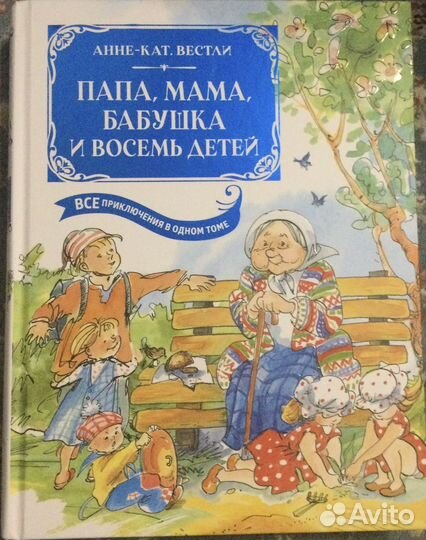 АННЕ-КАТ. ВЕСТЛИ
ПАПА, МАМА,
БАБУШКА
И ВОСЕМЬ ДЕТЕЙ
ВСЕ ПРИКЛЮЧЕНИЯ В ОДНОМ ТОМЕ
Avito